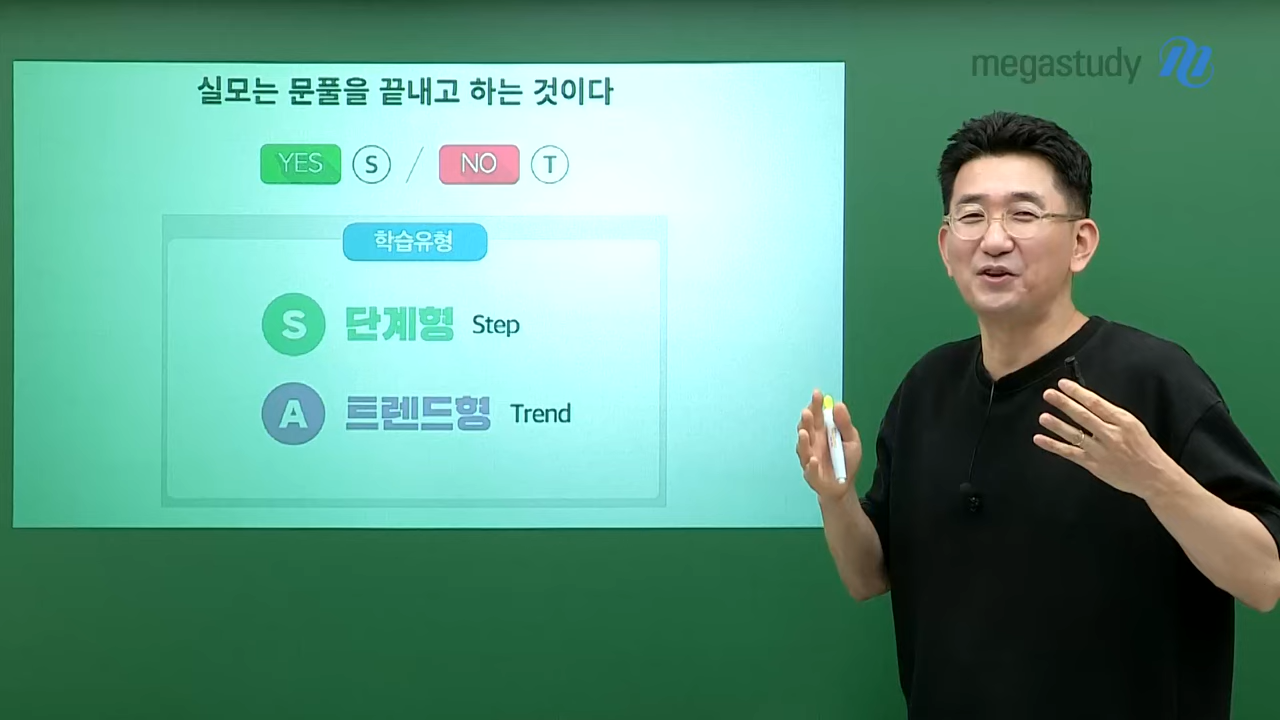 megastudy
실모는 문풀을 끝내고 하는 것이다
YES S / NO T
학습유형
S 단계형 Step
A 트렌드형 Trend